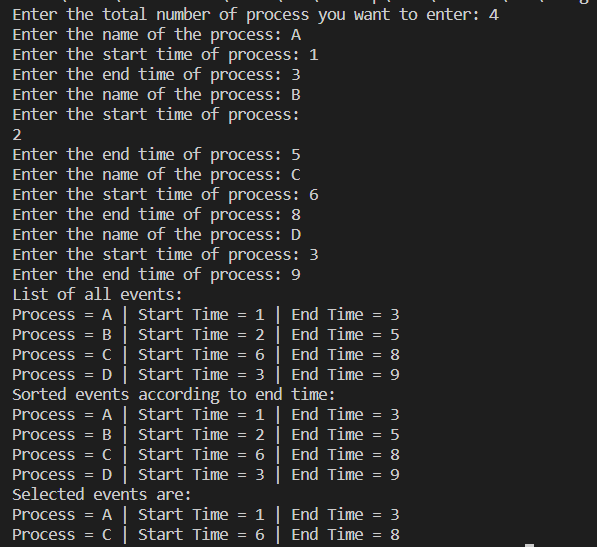 Enter the total number of process you want to enter: 4
Enter the name of the process: A
Enter the start time of process: 1
Enter the end time of process: 3
Enter the name of the process: B
Enter the start time of process:
2
Enter the end time of process: 5
Enter the name of the process: C
Enter the start time of process: 6
Enter the end time of process: 8
Enter the name of the process: D
Enter the start time of process: 3
Enter the end time of process: 9
List of all events:
Process = A | Start Time = 1 | End Time = 3
Process = B | Start Time = 2 | End Time = 5
Process = C | Start Time = 6 | End Time = 8
Process = D | Start Time = 3 | End Time = 9
Sorted events according to end time:
Process = A | Start Time = 1 | End Time = 3
Process = B | Start Time = 2 | End Time = 5
Process = C | Start Time = 6 | End Time = 8
Process = D | Start Time = 3 | End Time = 9
Selected events are:
Process = A | Start Time = 1 | End Time = 3
Process = C | Start Time = 6 | End Time = 8